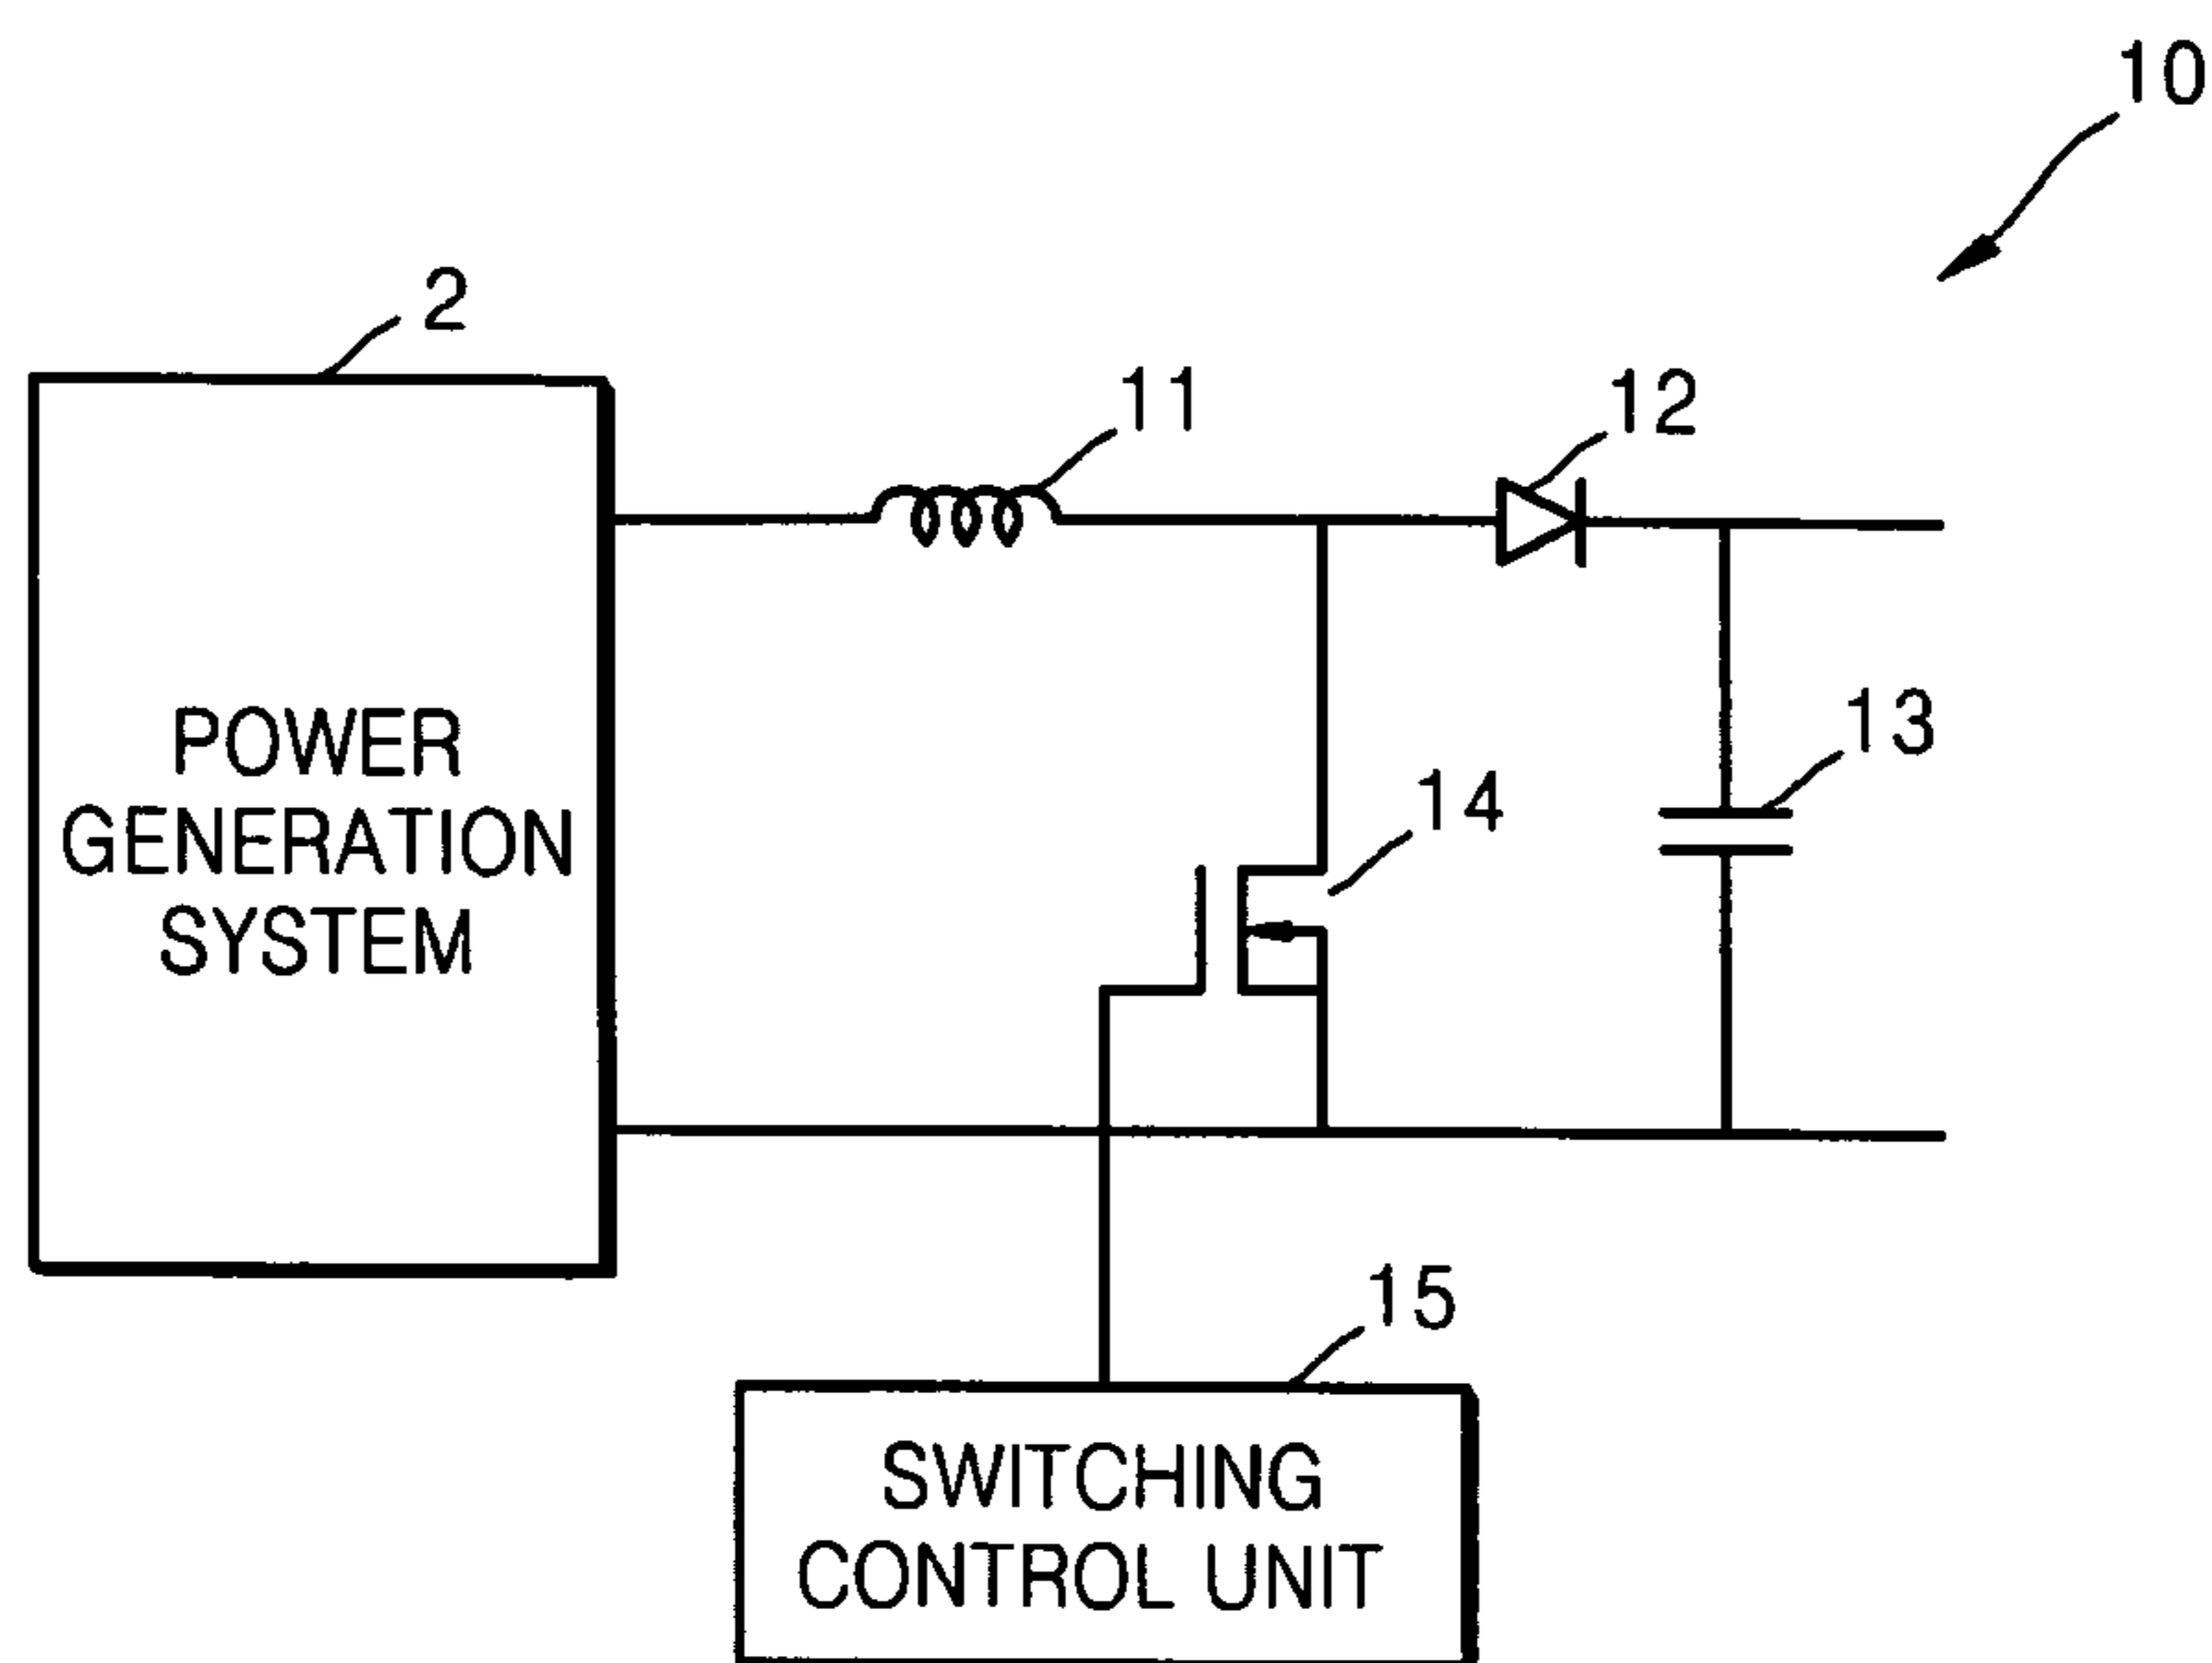 10
2
11
12
13
14
POWER
GENERATION
SYSTEM
15
SWITCHING
CONTROL UNIT